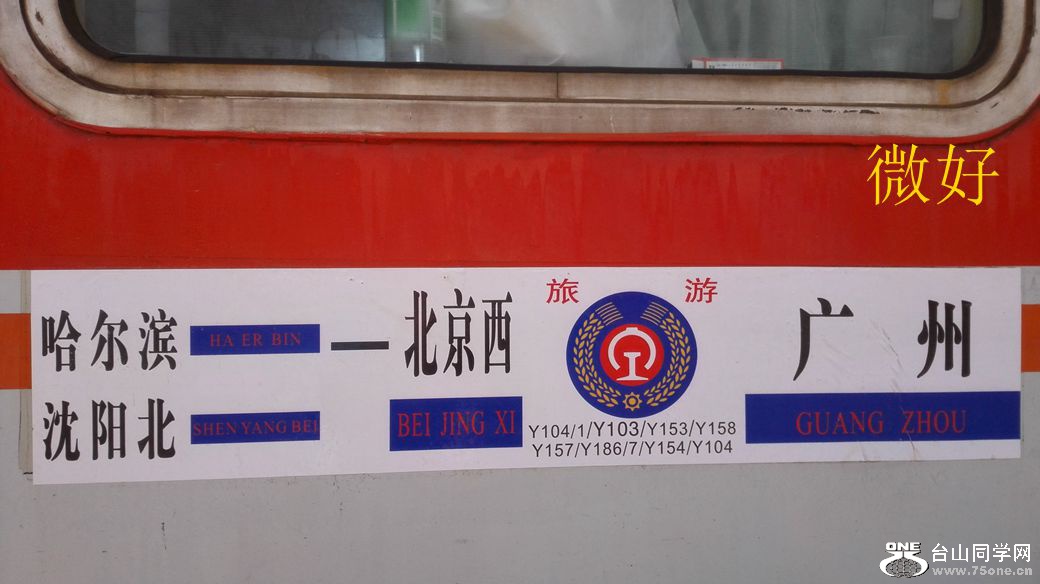 微好
旅 游
哈尔滨 HA ER BIN — 北京西 广州
沈阳北 SHEN YANG BEI BEI JING XI GUANG ZHOU
Y104/1/Y103/Y153/Y158
Y157/Y186/7/Y154/Y104
ONE 台山同学网
www.75one.cn